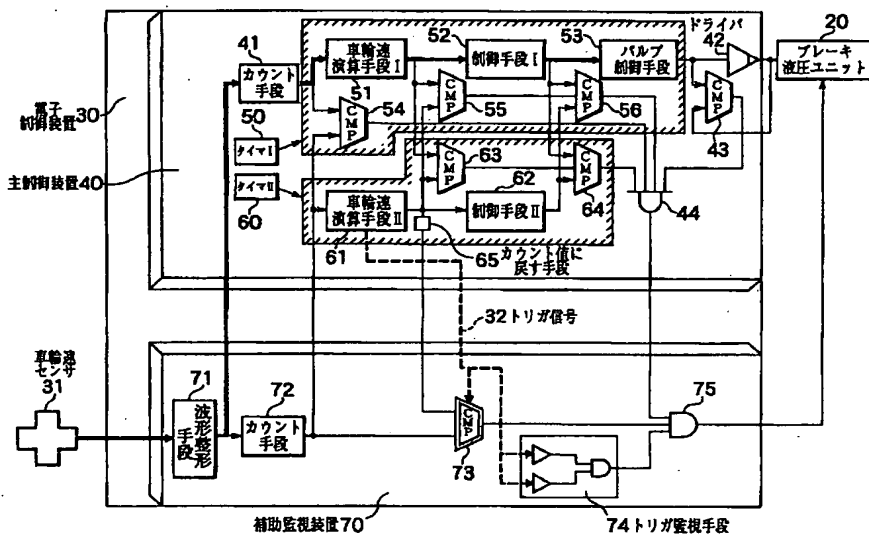 ドライバ
20
ブレーキ
液圧ユニット
41
カウント
手段
車輪速
演算手段I
51
52
制御手段I
53
バルブ
制御手段
42
CMP
54
CMP
55
CMP
56
CMP
43
電子
制御装置30
50
タイマI
主制御装置40
タイマII
60
CMP
63
CMP
64
62
制御手段II
44
車輪速
演算手段II
61
65
カウント値に
戻す手段
32トリガ信号
車輪速
センサ
31
71
波形整形
手段
72
カウント
手段
CMP
73
75
74トリガ監視手段
補助監視装置70